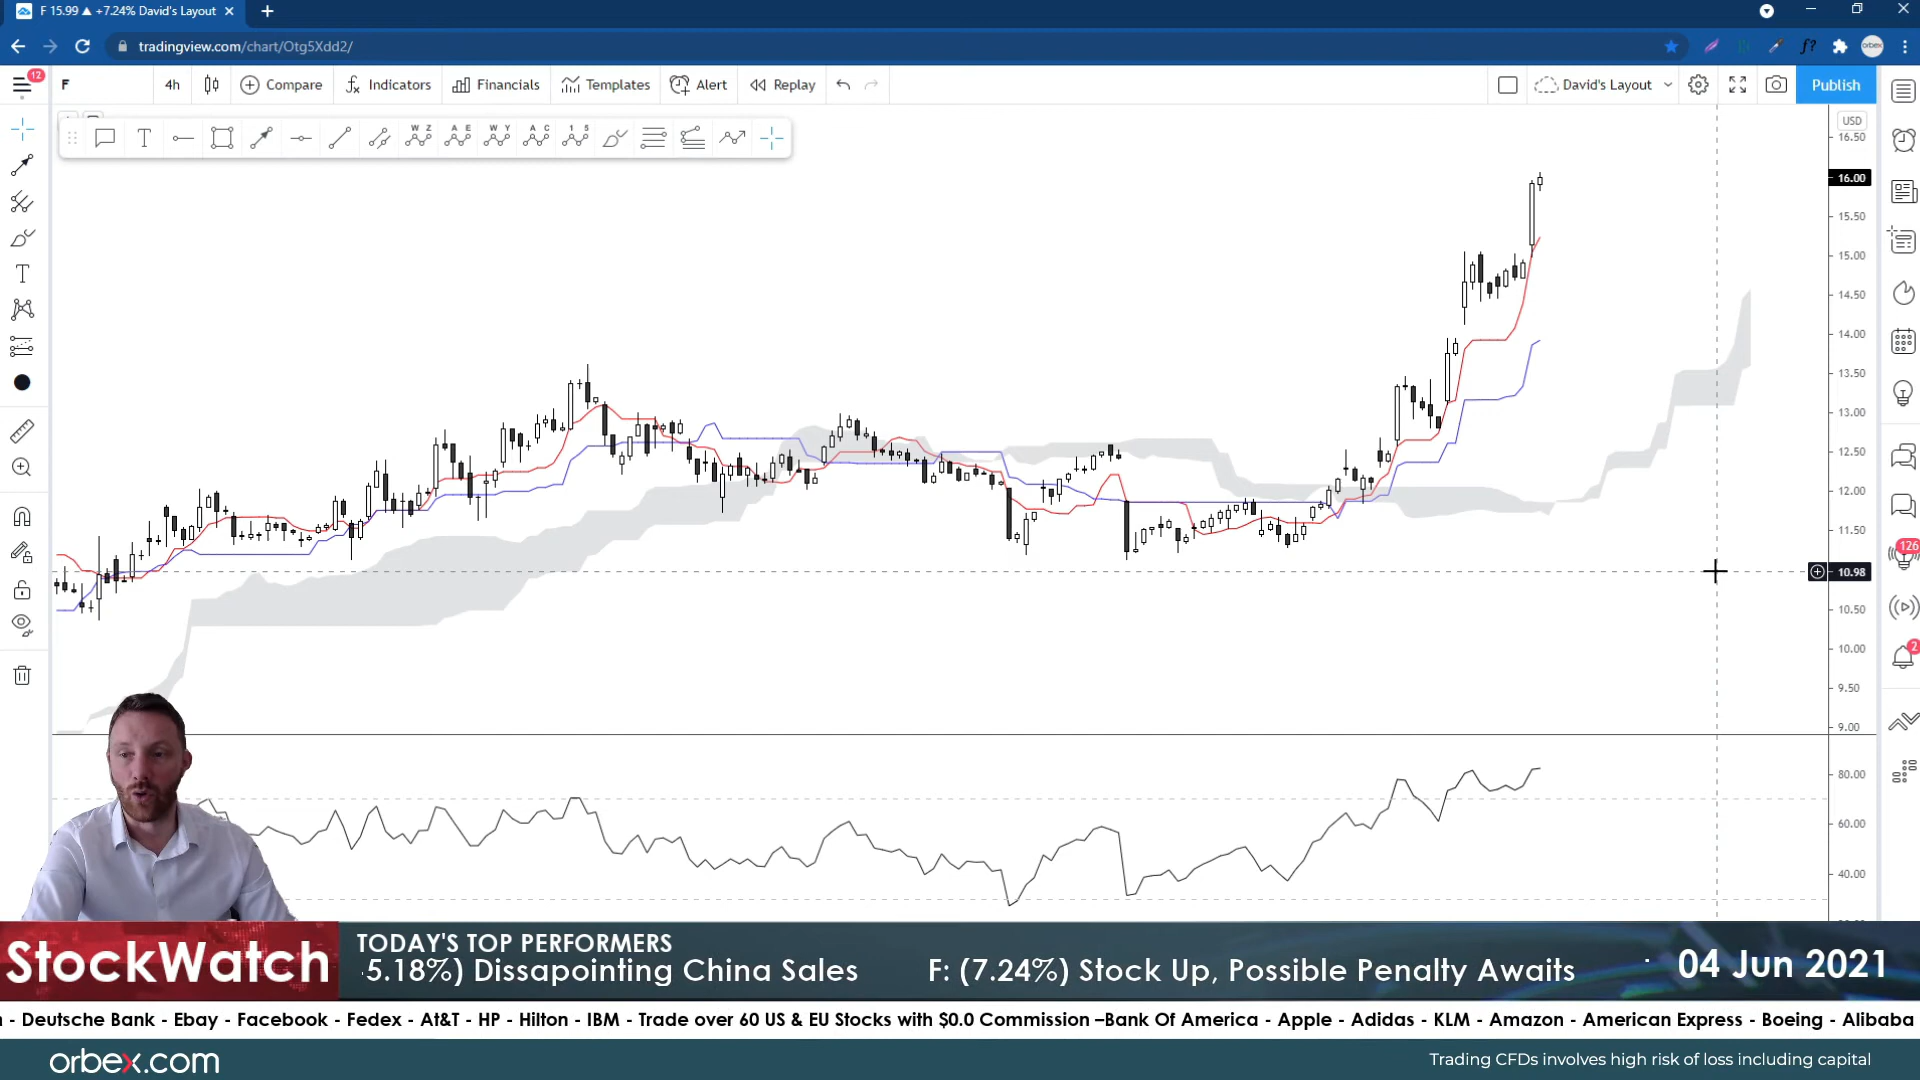 F 15.99 ▲ +7.24% David's Layout
tradingview.com/chart/Otg5Xdd2/
12
F
4h
Compare
Indicators
Financials
Templates
Alert
Replay
David's Layout
Publish
W Z
A E
W Y
A C
1 5
USD
16.50
16.00
15.50
15.00
14.50
14.00
13.50
13.00
12.50
12.00
11.50
10.98
10.50
10.00
9.50
9.00
80.00
60.00
40.00
126
2
StockWatch
TODAY'S TOP PERFORMERS
5.18%) Dissapointing China Sales F: (7.24%) Stock Up, Possible Penalty Awaits
04 Jun 2021
- Deutsche Bank - Ebay - Facebook - Fedex - At&T - HP - Hilton - IBM - Trade over 60 US & EU Stocks with $0.0 Commission –Bank Of America - Apple - Adidas - KLM - Amazon - American Express - Boeing - Alibaba
orbex.com
Trading CFDs involves high risk of loss including capital